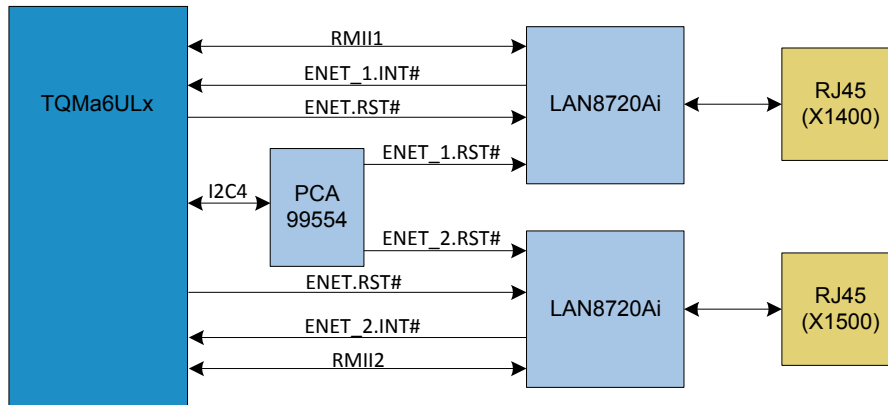 RMII1
ENET_1.INT#
TQMa6ULx
LAN8720Ai
RJ45
(X1400)
ENET.RST#
ENET_1.RST#
I2C4
PCA
99554
ENET_2.RST#
ENET.RST#
LAN8720Ai
RJ45
(X1500)
ENET_2.INT#
RMII2